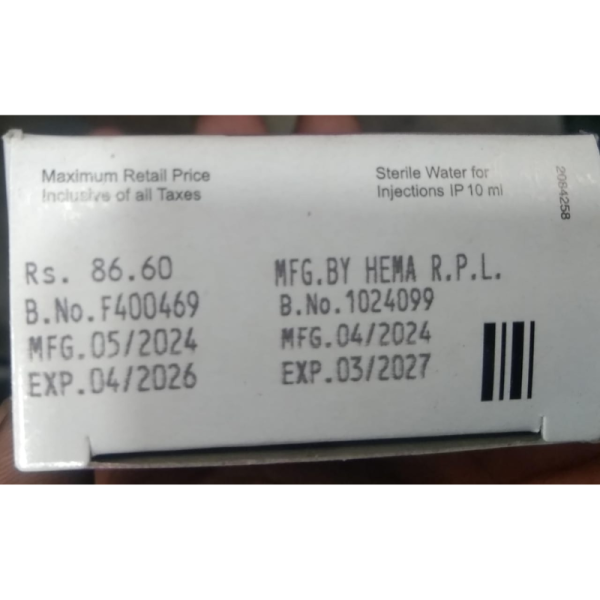 Maximum Retail Price
Inclusive of all Taxes
Rs. 86.60
B.No.F400469
MFG.05/2024
EXP.04/2026
Sterile Water for
Injections IP 10 ml
MFG.BY HEMA R.P.L.
B.No.1024099
MFG.04/2024
EXP.03/2027
2084258